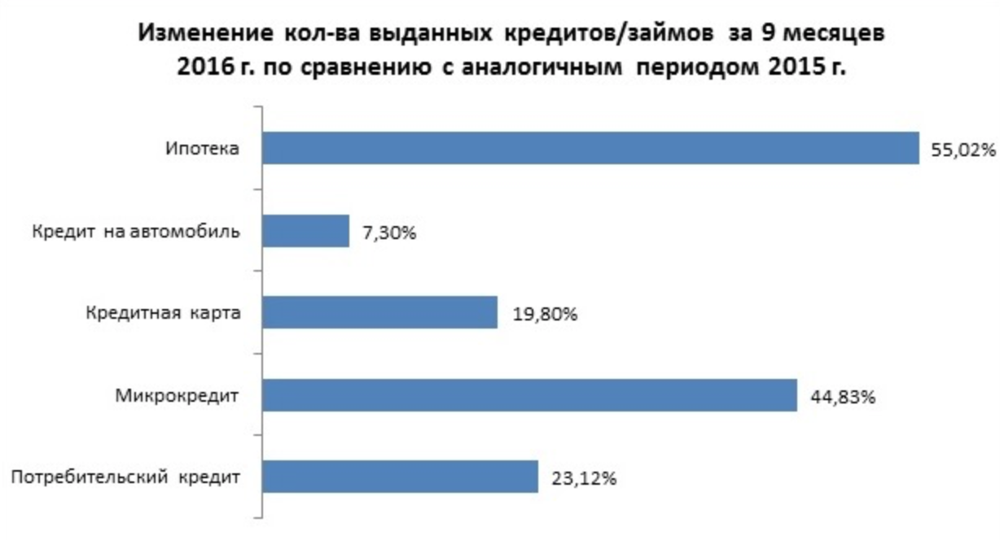 Изменение кол-ва выданных кредитов/займов за 9 месяцев
2016 г. по сравнению с аналогичным периодом 2015 г.
Ипотека
55,02%
Кредит на автомобиль
7,30%
Кредитная карта
19,80%
Микрокредит
44,83%
Потребительский кредит
23,12%